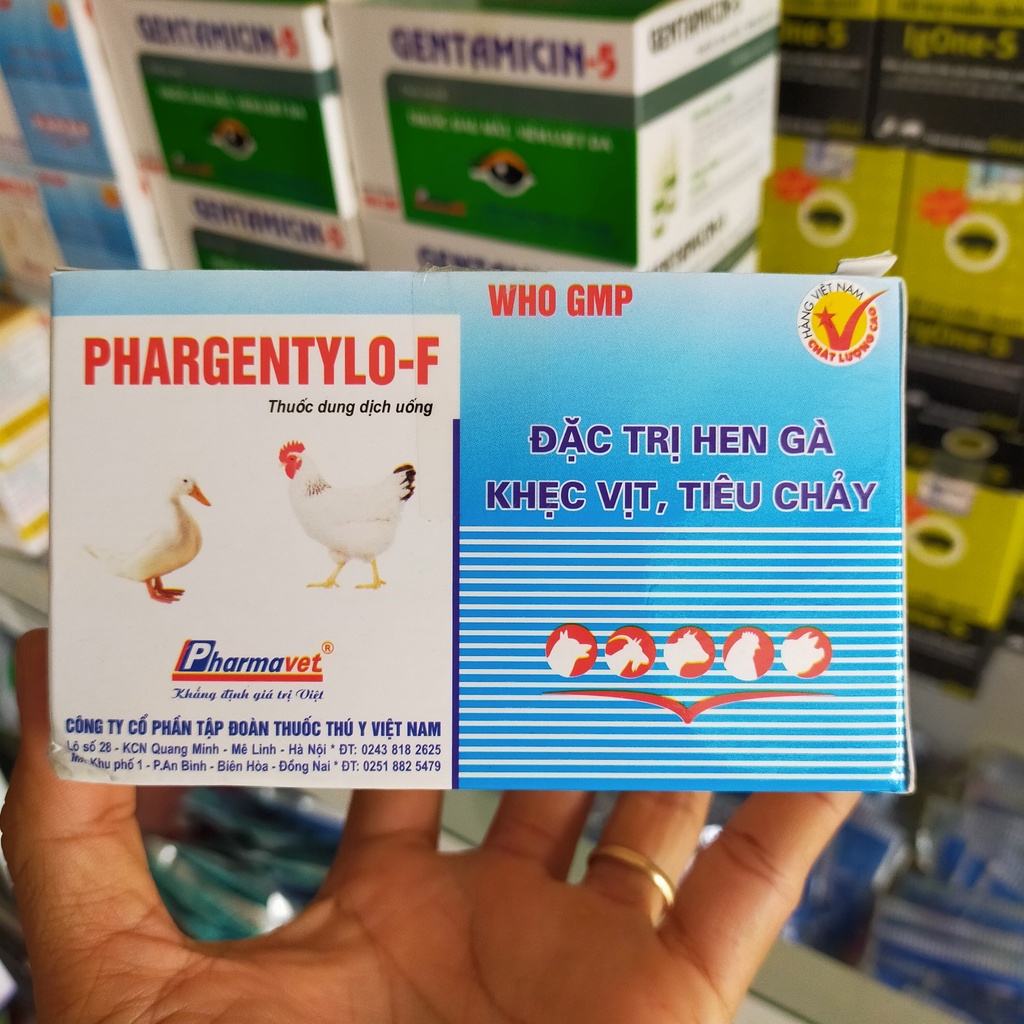 GENTAMICIN-5
GENTAMICIN-5
GENTAMICIN-5
IgOne-S
GENTAMICIN-5
WHO GMP
HÀNG VIỆT NAM
CHẤT LƯỢNG CAO
PHARGENTYLO-F
Thuốc dung dịch uống
ĐẶC TRỊ HEN GÀ
KHẸC VỊT, TIÊU CHẢY
Pharmavet®
Khẳng định giá trị Việt
CÔNG TY CỔ PHẦN TẬP ĐOÀN THUỐC THÚ Y VIỆT NAM
Lô số 28 - KCN Quang Minh - Mê Linh - Hà Nội * ĐT: 0243 818 2625
Khu phố 1 - P.An Bình - Biên Hòa - Đồng Nai * ĐT: 0251 882 5479